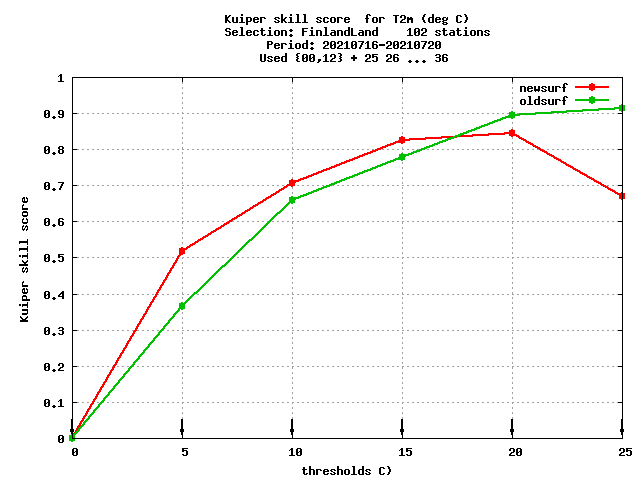 Kuiper skill score for T2m (deg C)
Selection: FinlandLand 102 stations
Period: 20210716-20210720
Used {00,12} + 25 26 ... 36
newsurf
oldsurf
1
0.9
0.8
0.7
0.6
0.5
0.4
0.3
0.2
0.1
0
Kuiper skill score
0 5 10 15 20 25
thresholds C)